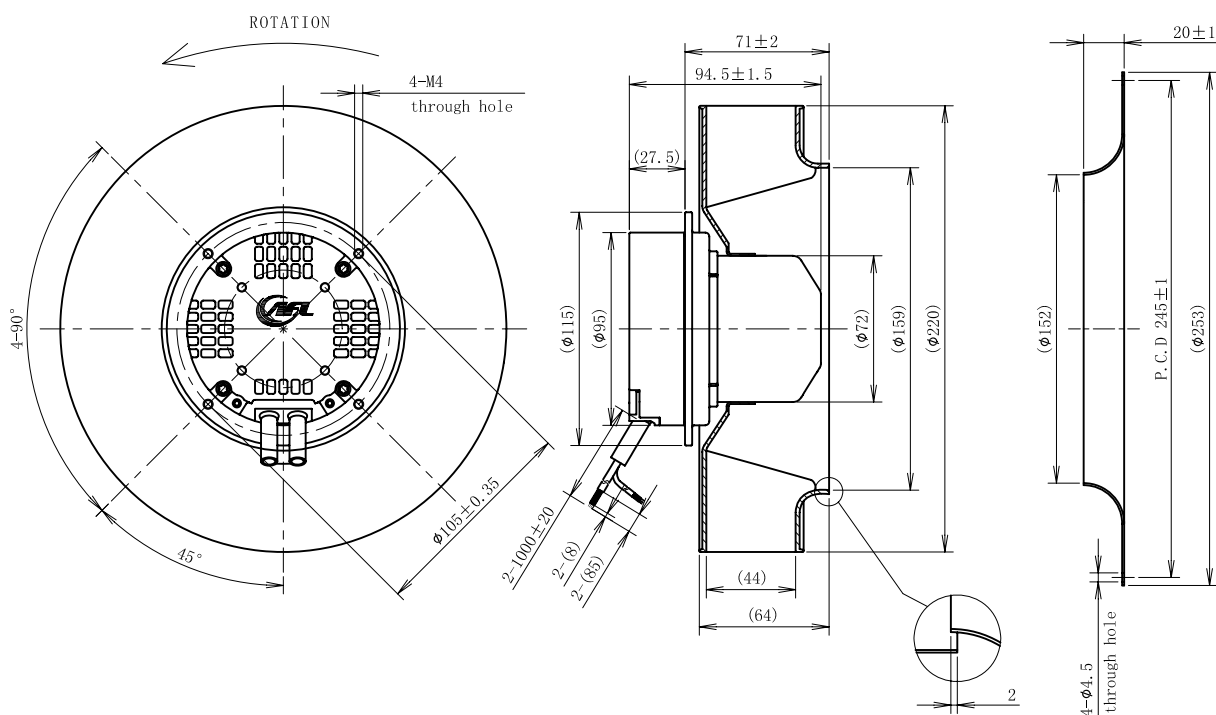 ROTATION
4-M4
through hole
4-90°
45°
ϕ105±0.35
71±2
94.5±1.5
(27.5)
(ϕ115)
(ϕ95)
(ϕ72)
(ϕ159)
(ϕ220)
2-1000±20
2-(8)
2-(85)
(44)
(64)
2
20±1
(ϕ152)
P.C.D 245±1
(ϕ253)
4-ϕ4.5
through hole